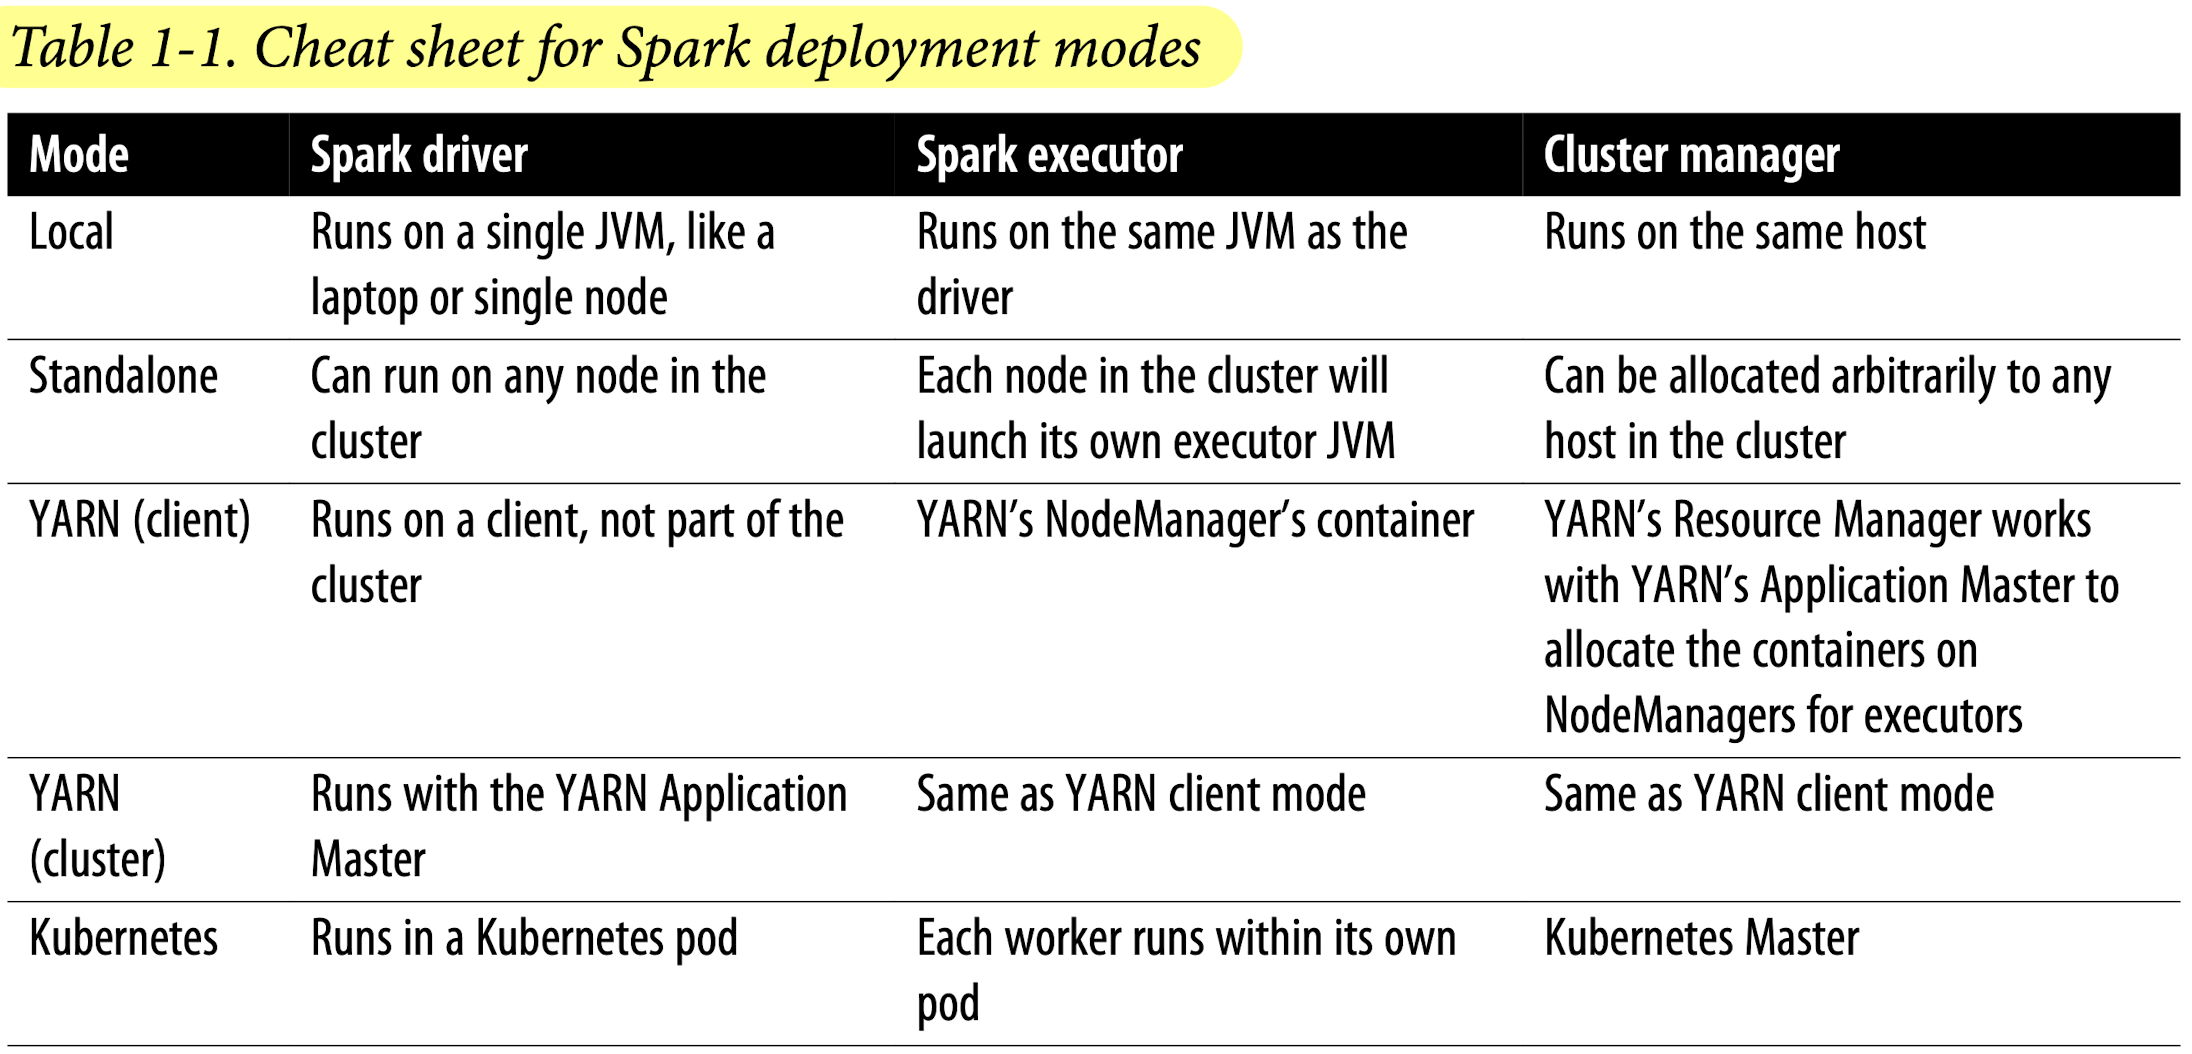 Table 1-1. Cheat sheet for Spark deployment modes
Mode Spark driver Spark executor Cluster manager
Local Runs on a single JVM, like a Runs on the same JVM as the Runs on the same host
laptop or single node driver
Standalone Can run on any node in the Each node in the cluster will Can be allocated arbitrarily to any
cluster launch its own executor JVM host in the cluster
YARN (client) Runs on a client, not part of the YARN’s NodeManager’s container YARN’s Resource Manager works
cluster with YARN’s Application Master to
allocate the containers on
NodeManagers for executors
YARN Runs with the YARN Application Same as YARN client mode Same as YARN client mode
(cluster) Master
Kubernetes Runs in a Kubernetes pod Each worker runs within its own Kubernetes Master
pod